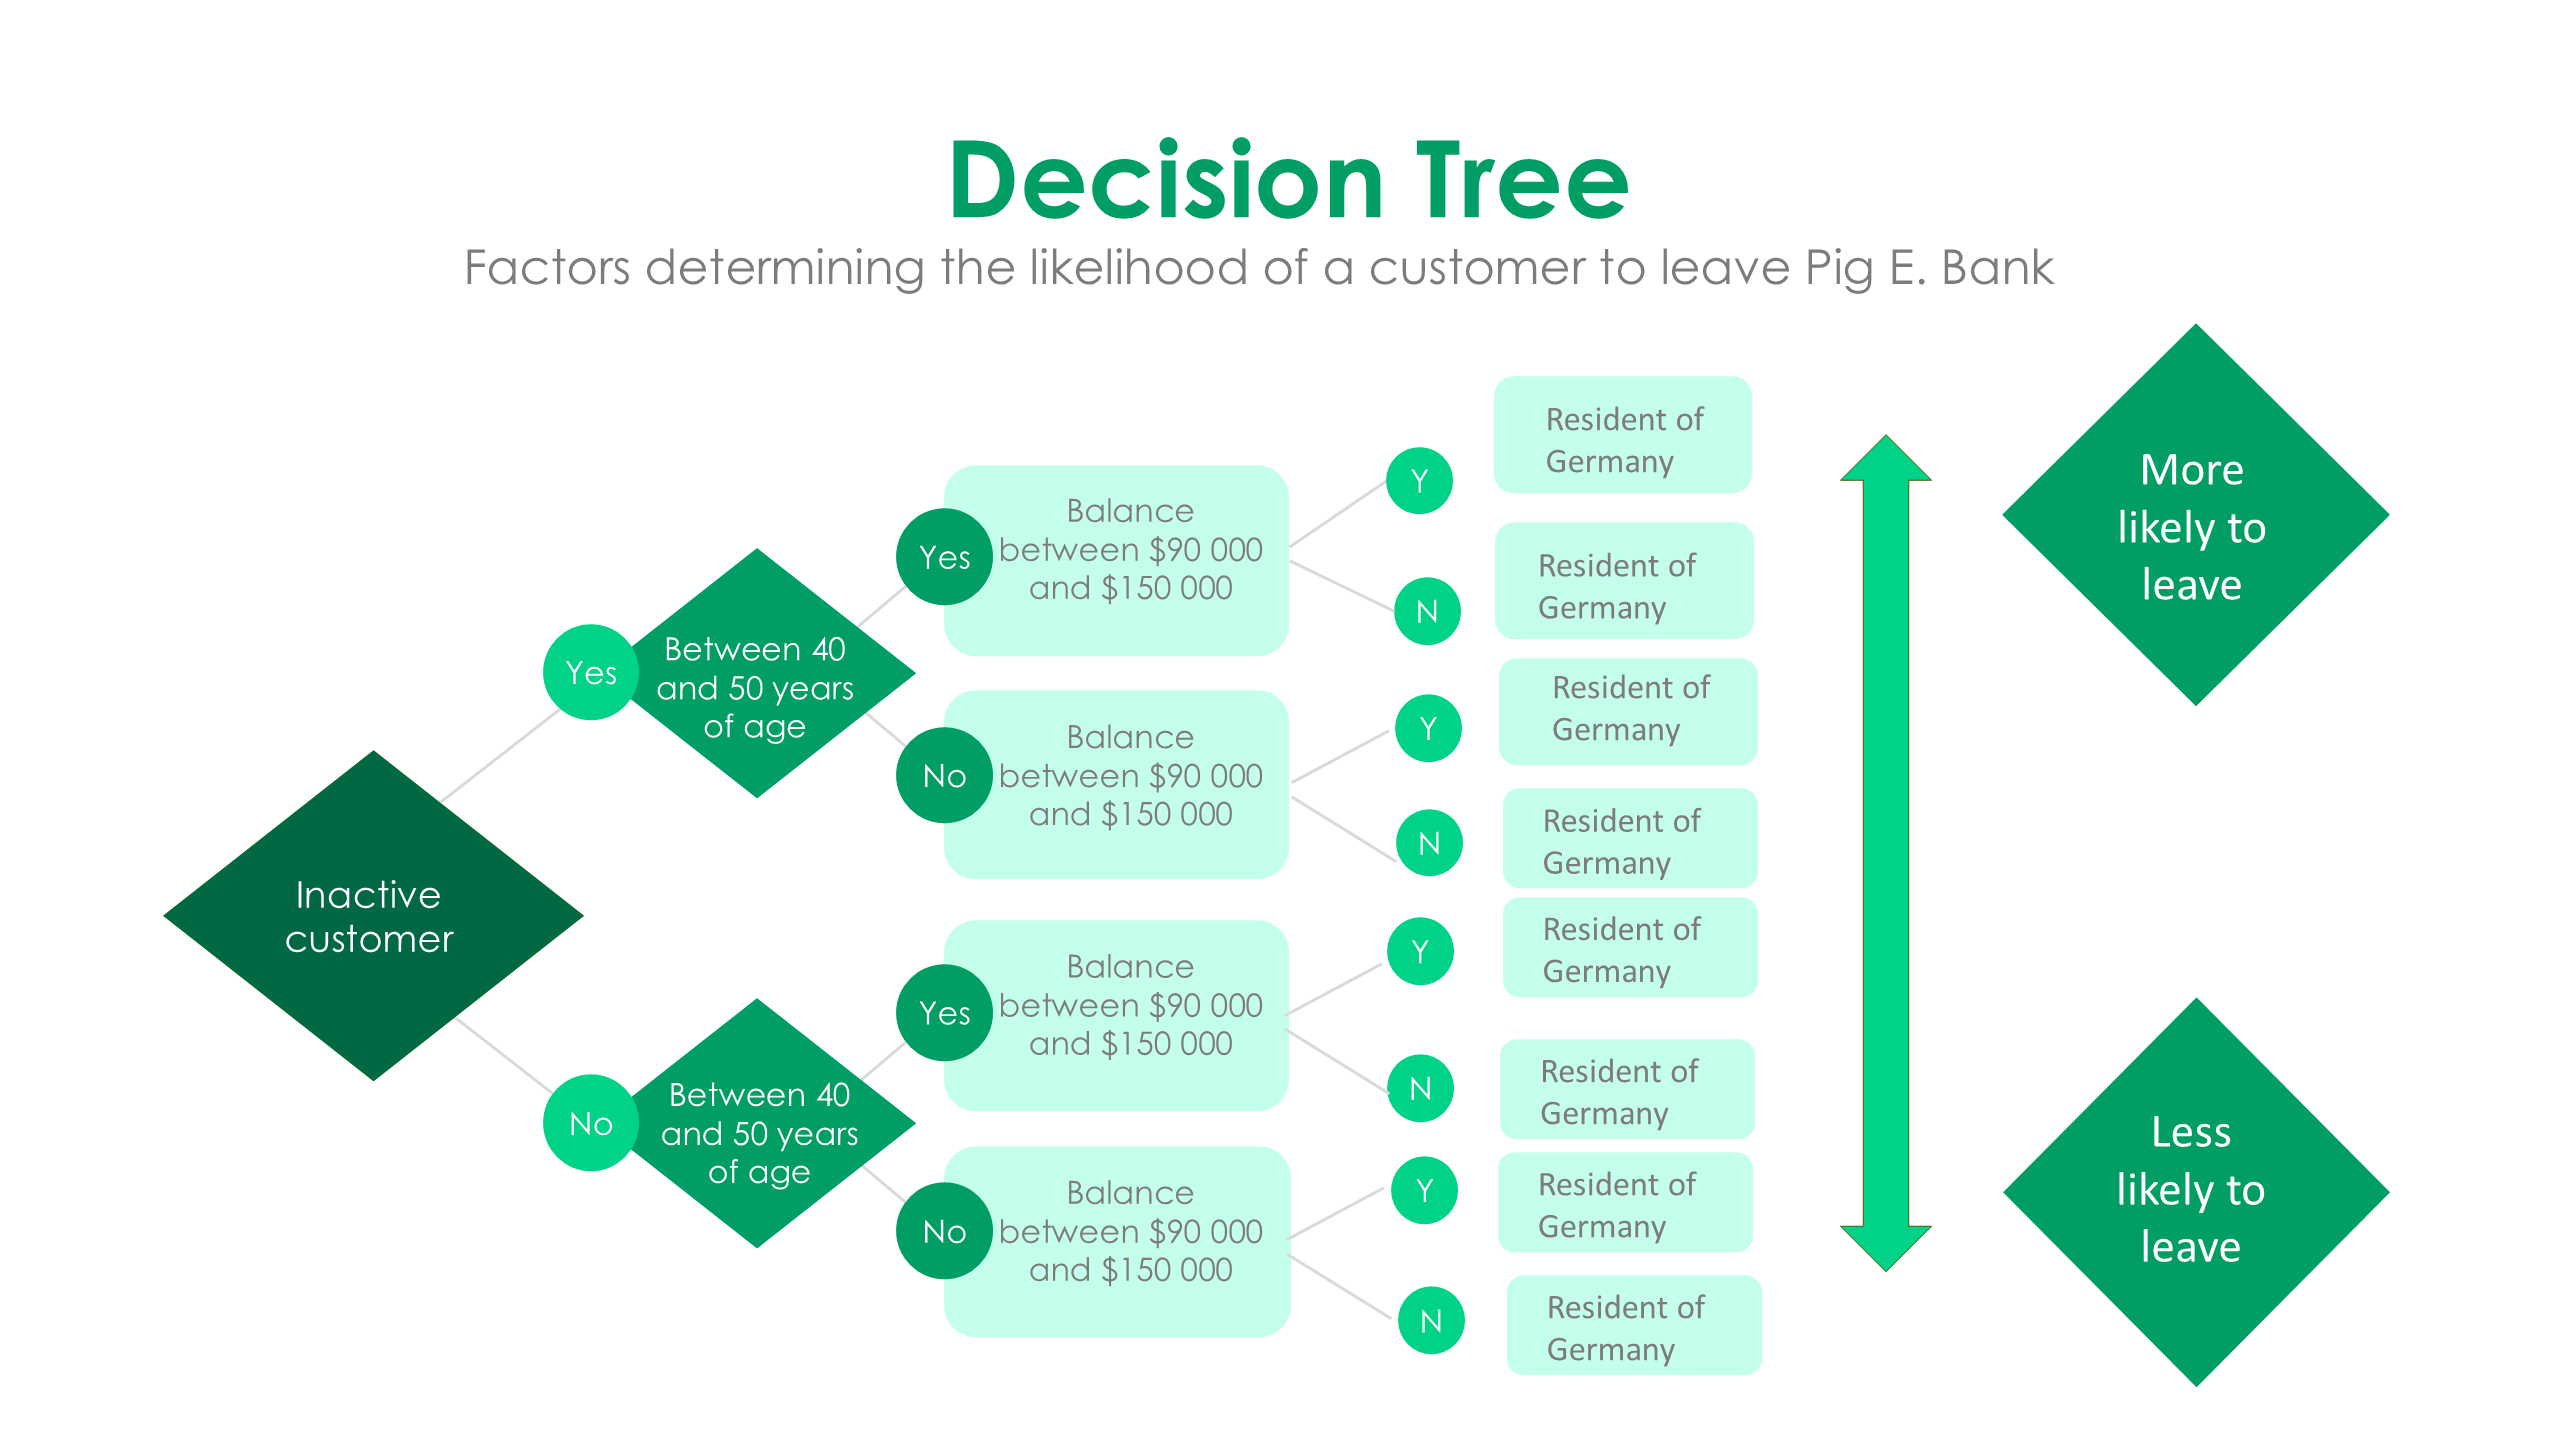 Decision Tree
Factors determining the likelihood of a customer to leave Pig E. Bank
Inactive
customer
Yes
Between 40
and 50 years
of age
No
Between 40
and 50 years
of age
Yes
Balance
between $90 000
and $150 000
No
Balance
between $90 000
and $150 000
Yes
Balance
between $90 000
and $150 000
No
Balance
between $90 000
and $150 000
Y
Resident of
Germany
N
Resident of
Germany
Y
Resident of
Germany
N
Resident of
Germany
Y
Resident of
Germany
N
Resident of
Germany
Y
Resident of
Germany
N
Resident of
Germany
More
likely to
leave
Less
likely to
leave